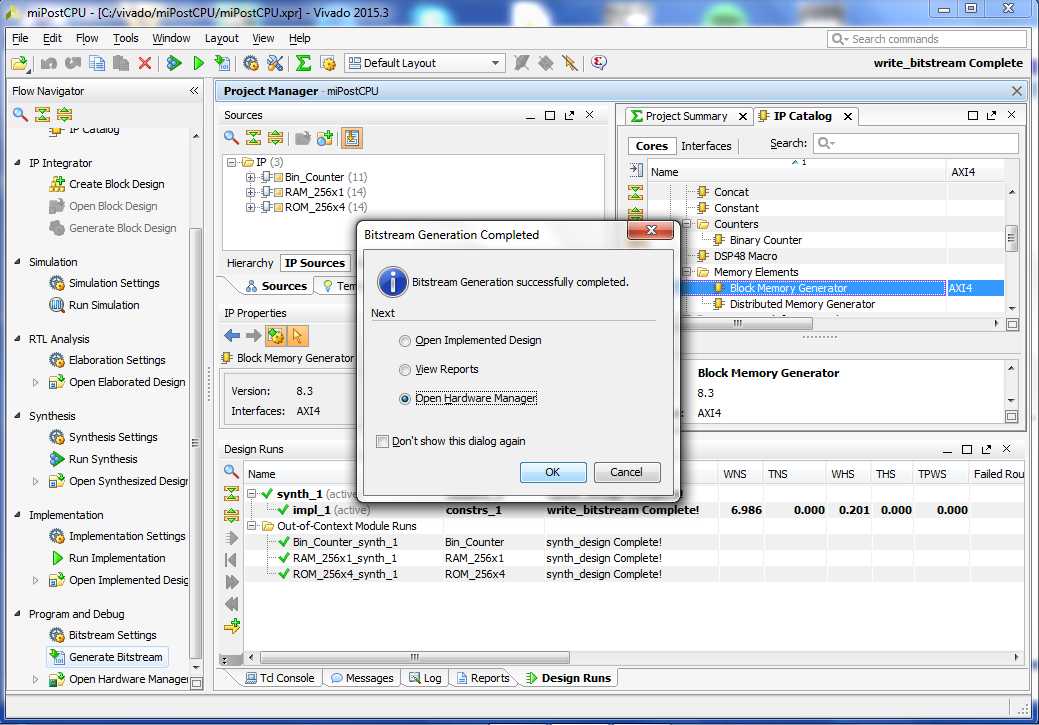 miPostCPU - [C:/vivado/miPostCPU/miPostCPU.xpr] - Vivado 2015.3
File Edit Flow Tools Window Layout View Help
Search commands
Default Layout
write_bitstream Complete
Flow Navigator
IP Catalog
IP Integrator
Create Block Design
Open Block Design
Generate Block Design
Simulation
Simulation Settings
Run Simulation
RTL Analysis
Elaboration Settings
Open Elaborated Design
Synthesis
Synthesis Settings
Run Synthesis
Open Synthesized Design
Implementation
Implementation Settings
Run Implementation
Open Implemented Desig
Program and Debug
Bitstream Settings
Generate Bitstream
Open Hardware Manager
Project Manager - miPostCPU
Sources
IP (3)
Bin_Counter (11)
RAM_256x1 (14)
ROM_256x4 (14)
Hierarchy IP Sources
Sources Tem
IP Properties
Block Memory Generator
Version: 8.3
Interfaces: AXI4
Project Summary IP Catalog
Cores Interfaces Search:
Name 1 AXI4
Concat
Constant
Counters
Binary Counter
DSP48 Macro
Memory Elements
Block Memory Generator AXI4
Distributed Memory Generator
Block Memory Generator
8.3
AXI4
Bitstream Generation Completed
Bitstream Generation successfully completed.
Next
Open Implemented Design
View Reports
Open Hardware Manager
Don't show this dialog again
OK Cancel
Design Runs
Name WNS TNS WHS THS TPWS Failed Rou
synth_1 (active)
impl_1 (active) constrs_1 write_bitstream Complete! 6.986 0.000 0.201 0.000 0.000
Out-of-Context Module Runs
Bin_Counter_synth_1 Bin_Counter synth_design Complete!
RAM_256x1_synth_1 RAM_256x1 synth_design Complete!
ROM_256x4_synth_1 ROM_256x4 synth_design Complete!
Tcl Console Messages Log Reports Design Runs